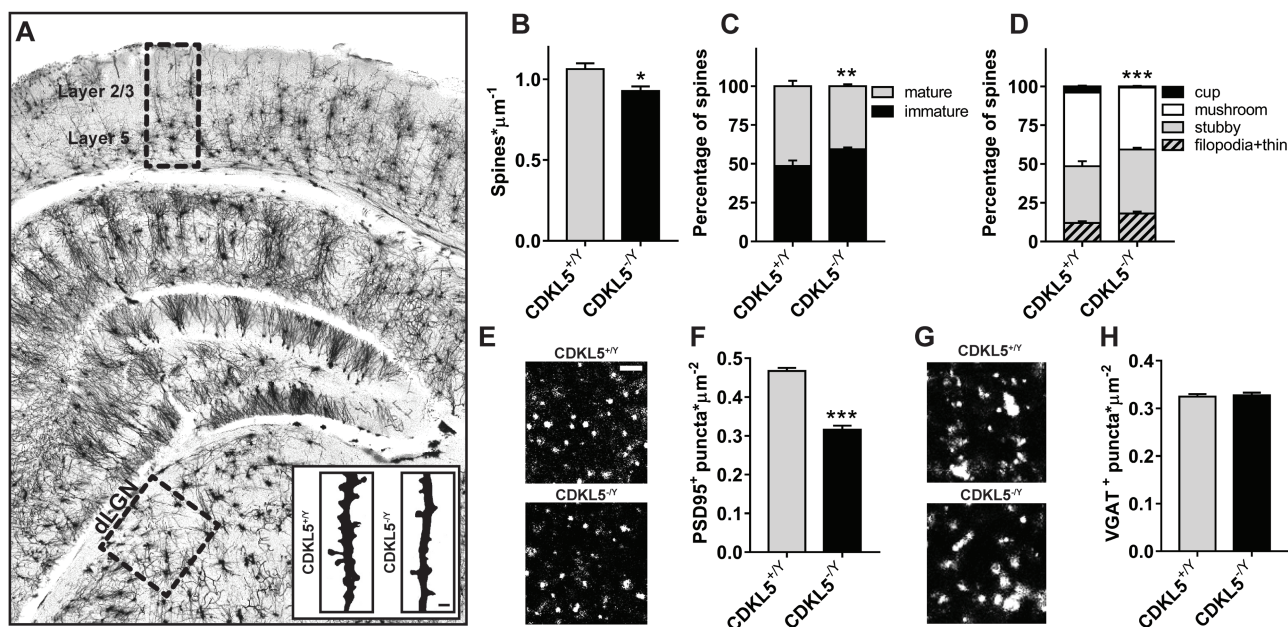 A
Layer 2/3
Layer 5
dLGN
CDKL5+/Y
CDKL5-/Y
B
Spines*μm-1
1.0
0.5
0.0
*
CDKL5+/Y
CDKL5-/Y
C
Percentage of spines
100
75
50
25
0
**
mature
immature
CDKL5+/Y
CDKL5-/Y
D
Percentage of spines
100
75
50
25
0
***
cup
mushroom
stubby
filopodia+thin
CDKL5+/Y
CDKL5-/Y
E
CDKL5+/Y
CDKL5-/Y
F
PSD95+ puncta*μm-2
0.5
0.4
0.3
0.2
0.1
0.0
***
CDKL5+/Y
CDKL5-/Y
G
CDKL5+/Y
CDKL5-/Y
H
VGAT + puncta*μm-2
0.4
0.3
0.2
0.1
0.0
CDKL5+/Y
CDKL5-/Y